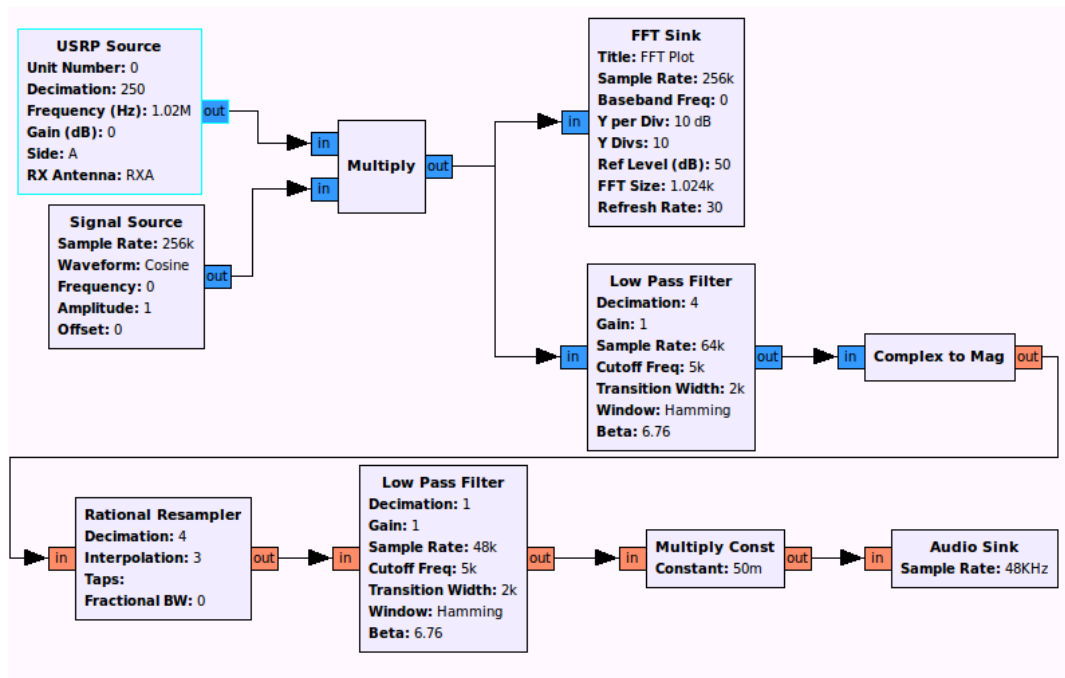 USRP Source
Unit Number: 0
Decimation: 250
Frequency (Hz): 1.02M
Gain (dB): 0
Side: A
RX Antenna: RXA
out
Signal Source
Sample Rate: 256k
Waveform: Cosine
Frequency: 0
Amplitude: 1
Offset: 0
out
in
in
Multiply
out
in
FFT Sink
Title: FFT Plot
Sample Rate: 256k
Baseband Freq: 0
Y per Div: 10 dB
Y Divs: 10
Ref Level (dB): 50
FFT Size: 1.024k
Refresh Rate: 30
in
Low Pass Filter
Decimation: 4
Gain: 1
Sample Rate: 64k
Cutoff Freq: 5k
Transition Width: 2k
Window: Hamming
Beta: 6.76
out
in
Complex to Mag
out
in
Rational Resampler
Decimation: 4
Interpolation: 3
Taps:
Fractional BW: 0
out
in
Low Pass Filter
Decimation: 1
Gain: 1
Sample Rate: 48k
Cutoff Freq: 5k
Transition Width: 2k
Window: Hamming
Beta: 6.76
out
in
Multiply Const
Constant: 50m
out
in
Audio Sink
Sample Rate: 48KHz